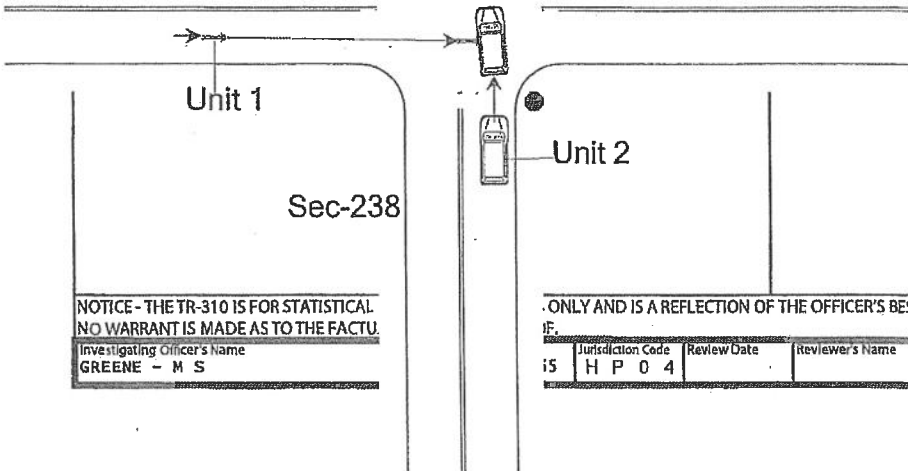 Unit 1
Unit 2
Sec-238
NOTICE - THE TR-310 IS FOR STATISTICAL
ONLY AND IS A REFLECTION OF THE OFFICER'S BES
NO WARRANT IS MADE AS TO THE FACTU
Investigating Officer's Name
Jurisdiction Code
Review Date
Reviewer's Name
GREENE - M S
H P 0 4